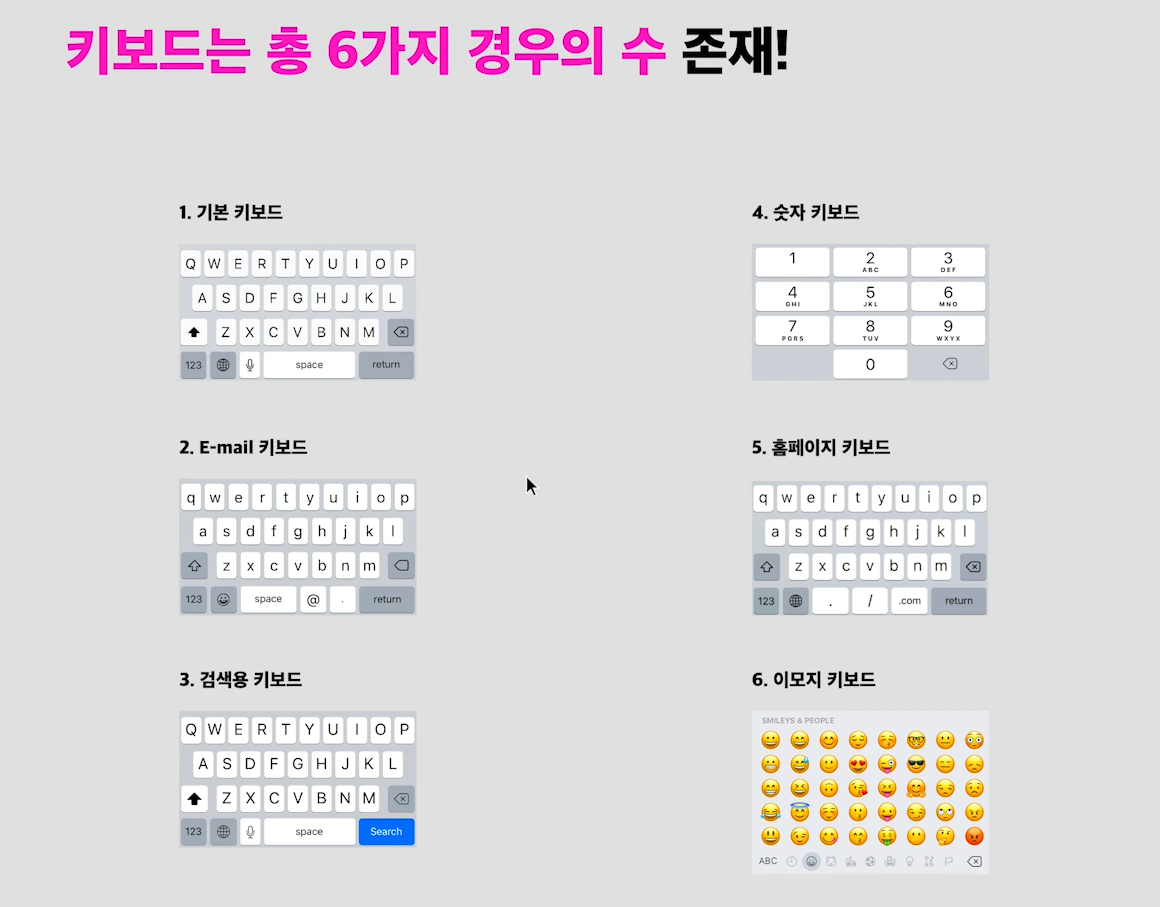 키보드는 총 6가지 경우의 수 존재!
1. 기본 키보드
Q W E R T Y U I O P
A S D F G H J K L
Z X C V B N M
123 space return
2. E-mail 키보드
q w e r t y u i o p
a s d f g h j k l
z x c v b n m
123 space @ . return
3. 검색용 키보드
Q W E R T Y U I O P
A S D F G H J K L
Z X C V B N M
123 space Search
4. 숫자 키보드
1 2 3
ABC DEF
4 5 6
GHI JKL MNO
7 8 9
PGRS TUV WXYX
0
5. 홈페이지 키보드
q w e r t y u i o p
a s d f g h j k l
z x c v b n m
123 . / .com return
6. 이모지 키보드
SMILEYS & PEOPLE
ABC